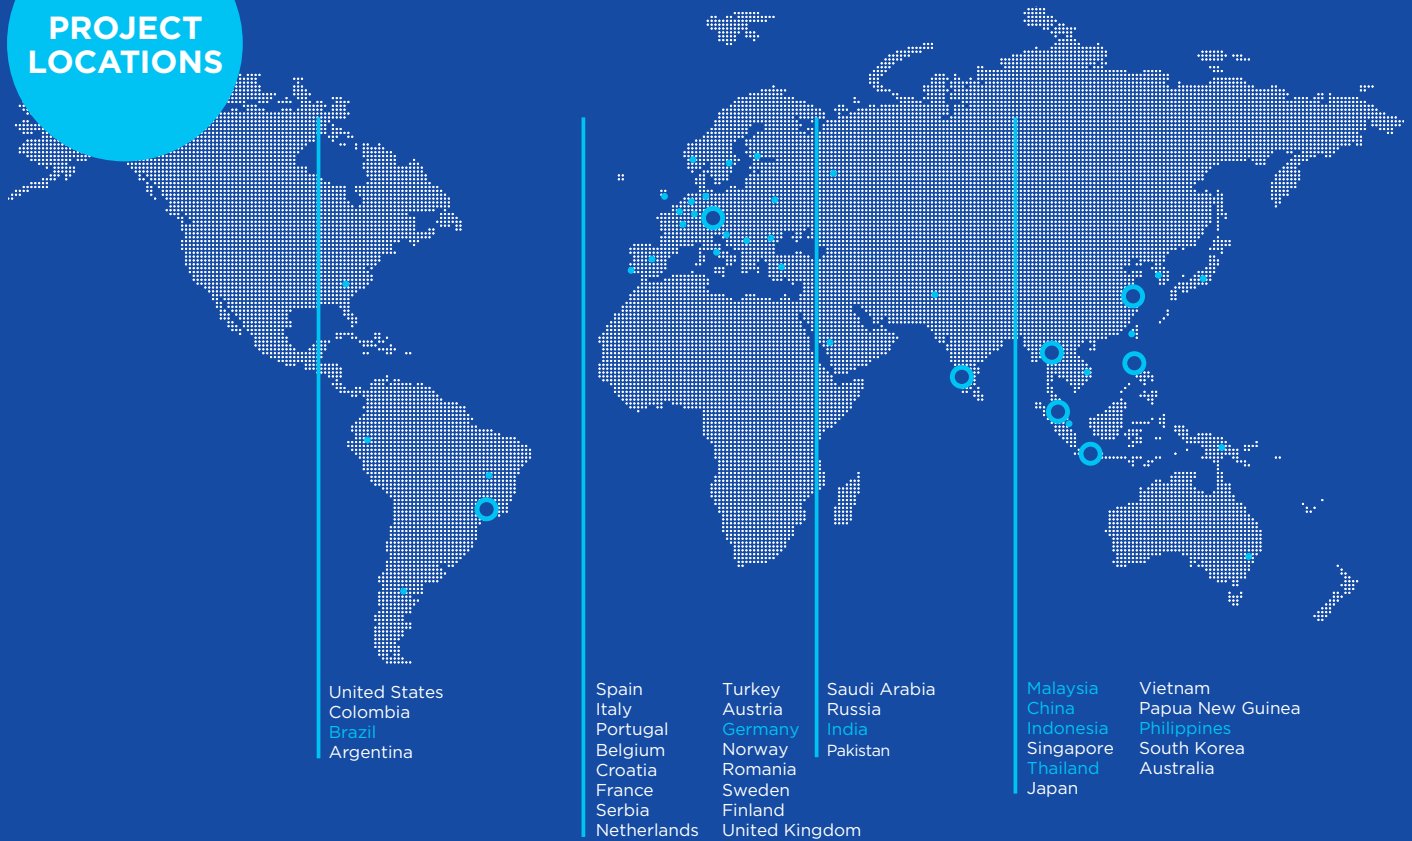 PROJECT
LOCATIONS
United States
Colombia
Brazil
Argentina
Spain
Italy
Portugal
Belgium
Croatia
France
Serbia
Netherlands
Turkey
Austria
Germany
Norway
Romania
Sweden
Finland
United Kingdom
Saudi Arabia
Russia
India
Pakistan
Malaysia
China
Indonesia
Singapore
Thailand
Japan
Vietnam
Papua New Guinea
Philippines
South Korea
Australia